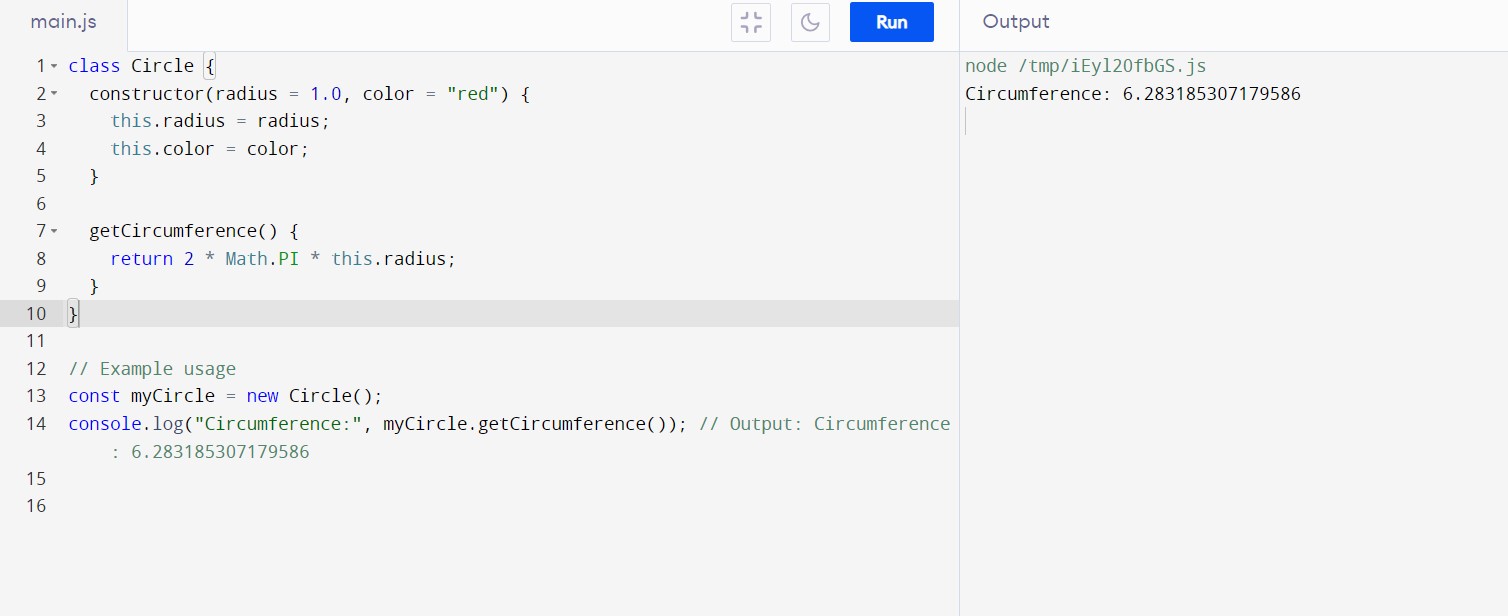 main.js
Run
Output
1 class Circle {
2 constructor(radius = 1.0, color = "red") {
3 this.radius = radius;
4 this.color = color;
5 }
6
7 getCircumference() {
8 return 2 * Math.PI * this.radius;
9 }
10 }
11
12 // Example usage
13 const myCircle = new Circle();
14 console.log("Circumference:", myCircle.getCircumference()); // Output: Circumference
: 6.283185307179586
15
16
node /tmp/iEyl20fbGS.js
Circumference: 6.283185307179586